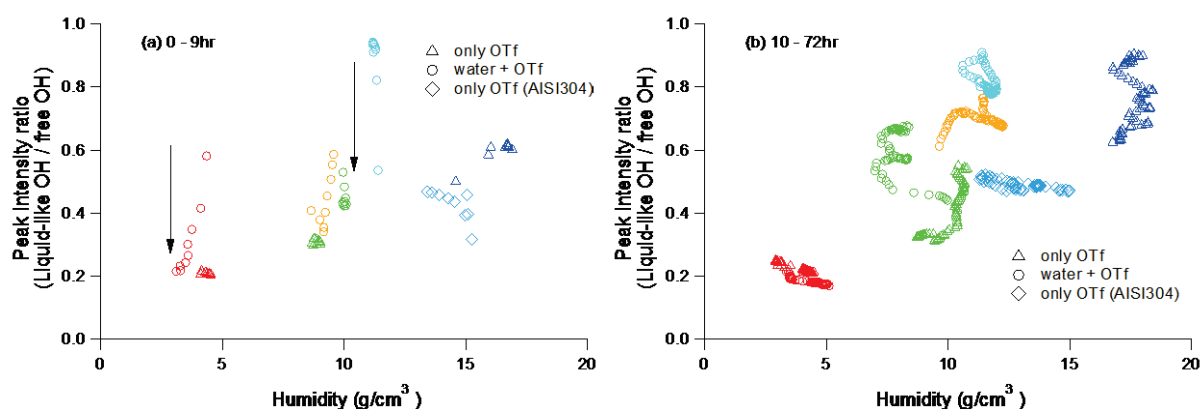 (a) 0 - 9hr
only OTf
water + OTf
only OTf (AISI304)
Peak Intensity ratio
(Liquid-like OH / free OH)
1.0
0.8
0.6
0.4
0.2
0.0
0
5
10
15
20
Humidity (g/cm3)
(b) 10 - 72hr
only OTf
water + OTf
only OTf (AISI304)
Peak Intensity ratio
(Liquid-like OH / free OH)
1.0
0.8
0.6
0.4
0.2
0.0
0
5
10
15
20
Humidity (g/cm3)